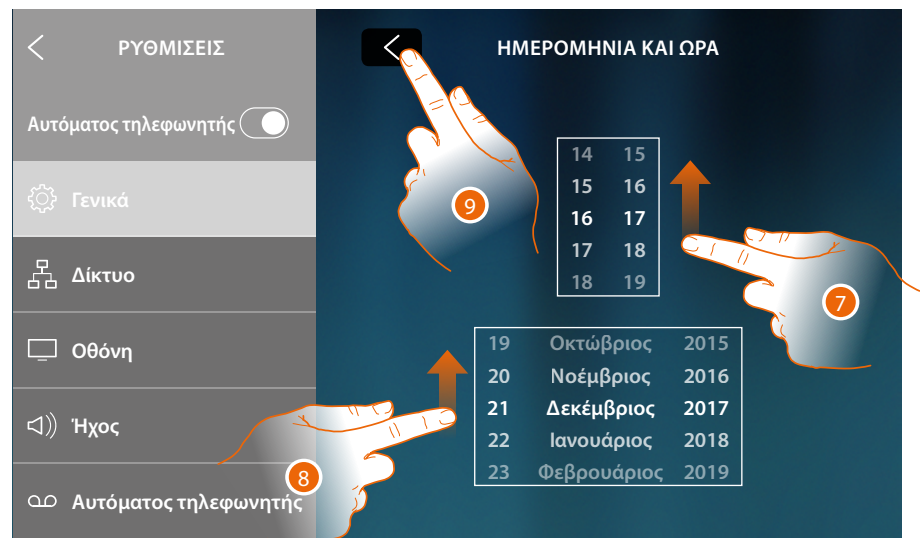 ΡΥΘΜΙΣΕΙΣ
Αυτόματος τηλεφωνητής
Γενικά
Δίκτυο
Οθόνη
Ήχος
Αυτόματος τηλεφωνητής
ΗΜΕΡΟΜΗΝΙΑ ΚΑΙ ΩΡΑ
9
14 15
15 16
16 17
17 18
18 19
7
19 Οκτώβριος 2015
20 Νοέμβριος 2016
21 Δεκέμβριος 2017
22 Ιανουάριος 2018
23 Φεβρουάριος 2019
8